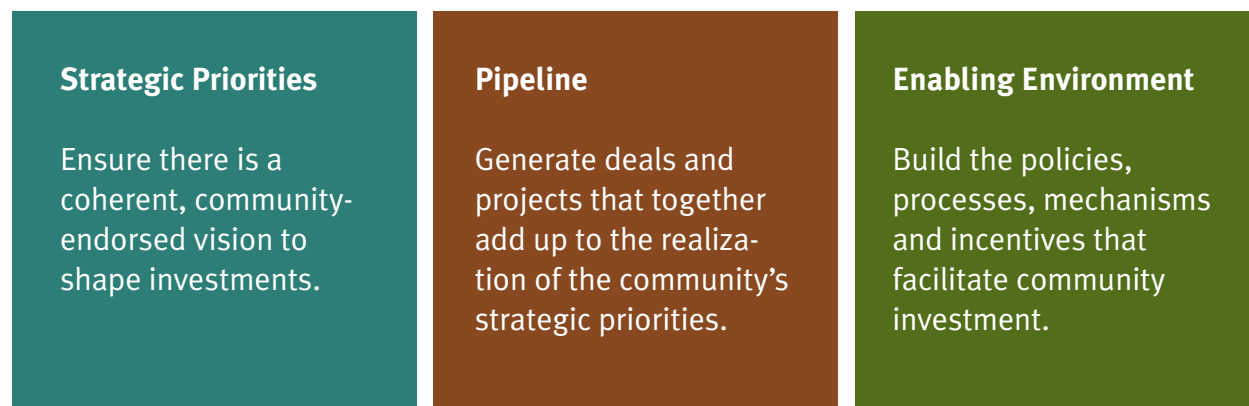 Strategic Priorities
Ensure there is a
coherent, community-
endorsed vision to
shape investments.
Pipeline
Generate deals and
projects that together
add up to the realiza-
tion of the community’s
strategic priorities.
Enabling Environment
Build the policies,
processes, mechanisms
and incentives that
facilitate community
investment.